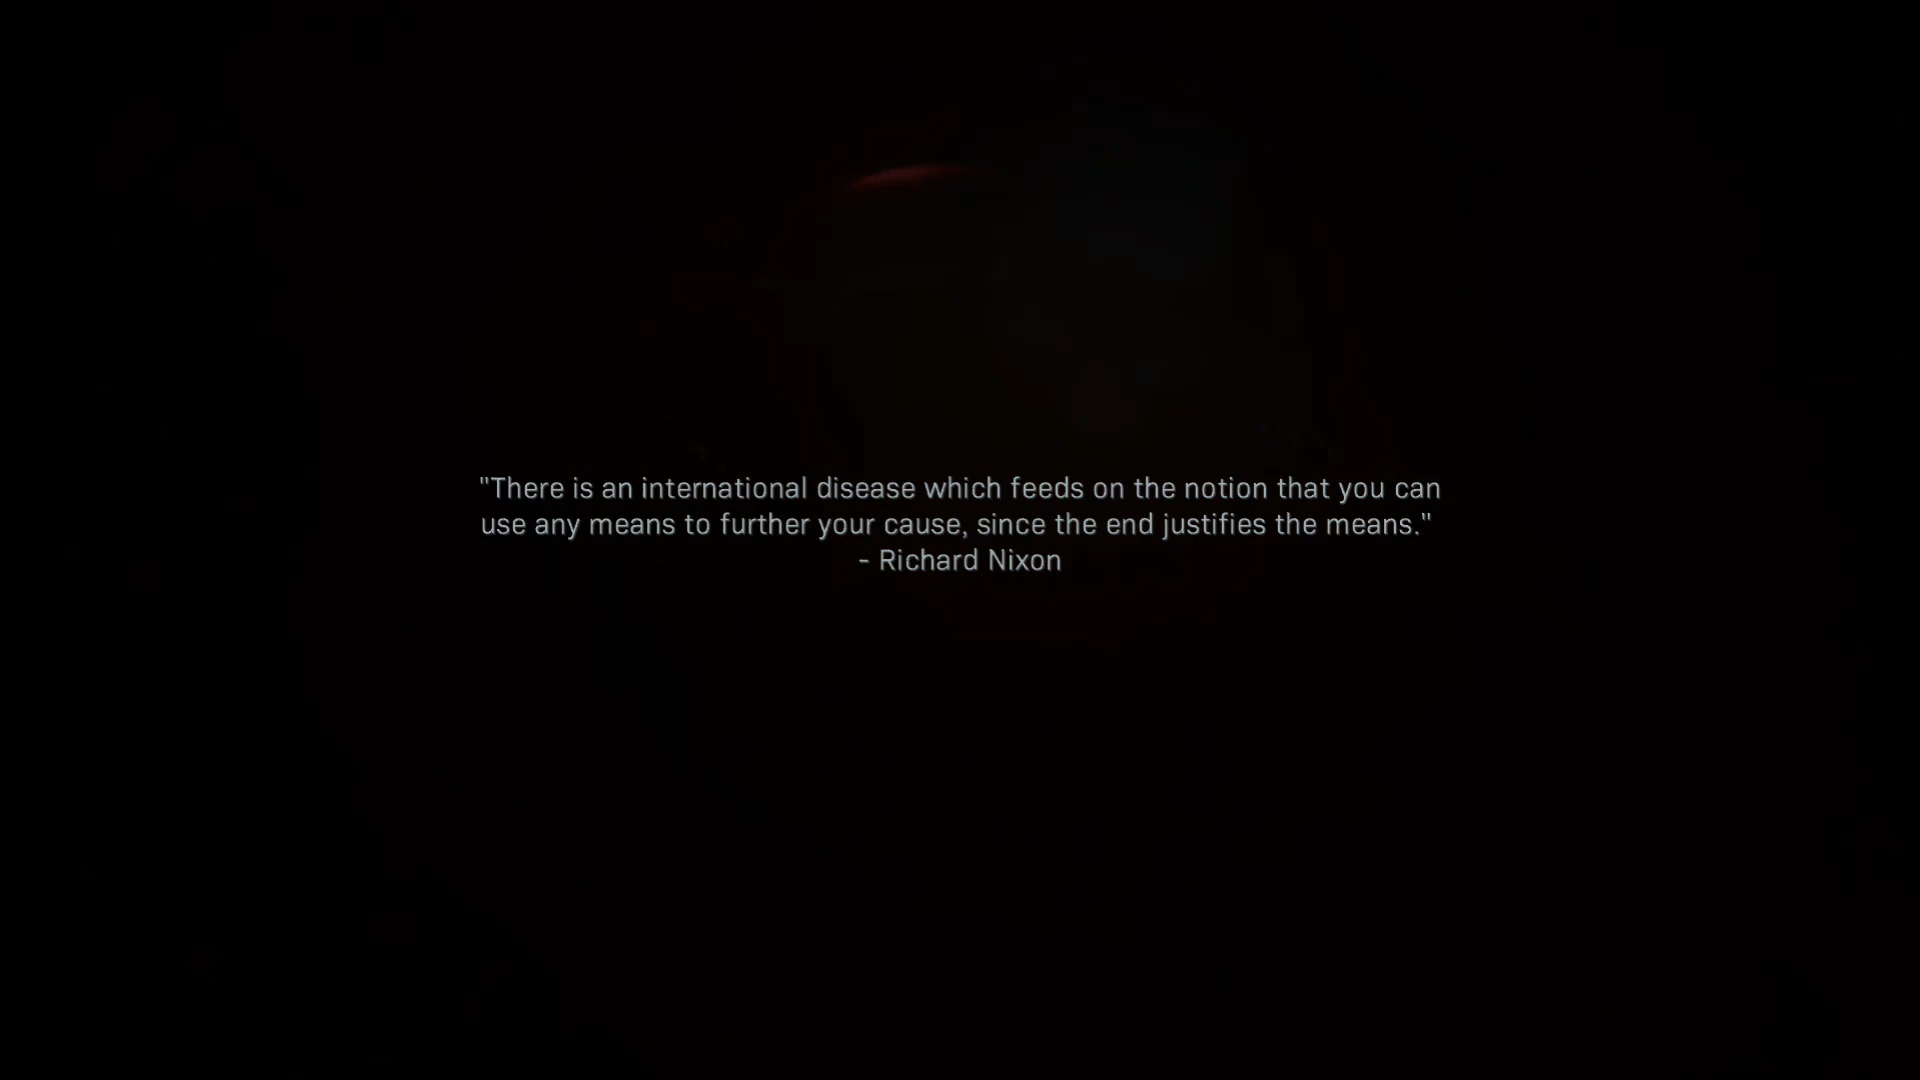 "There is an international disease which feeds on the notion that you can
use any means to further your cause, since the end justifies the means."
- Richard Nixon